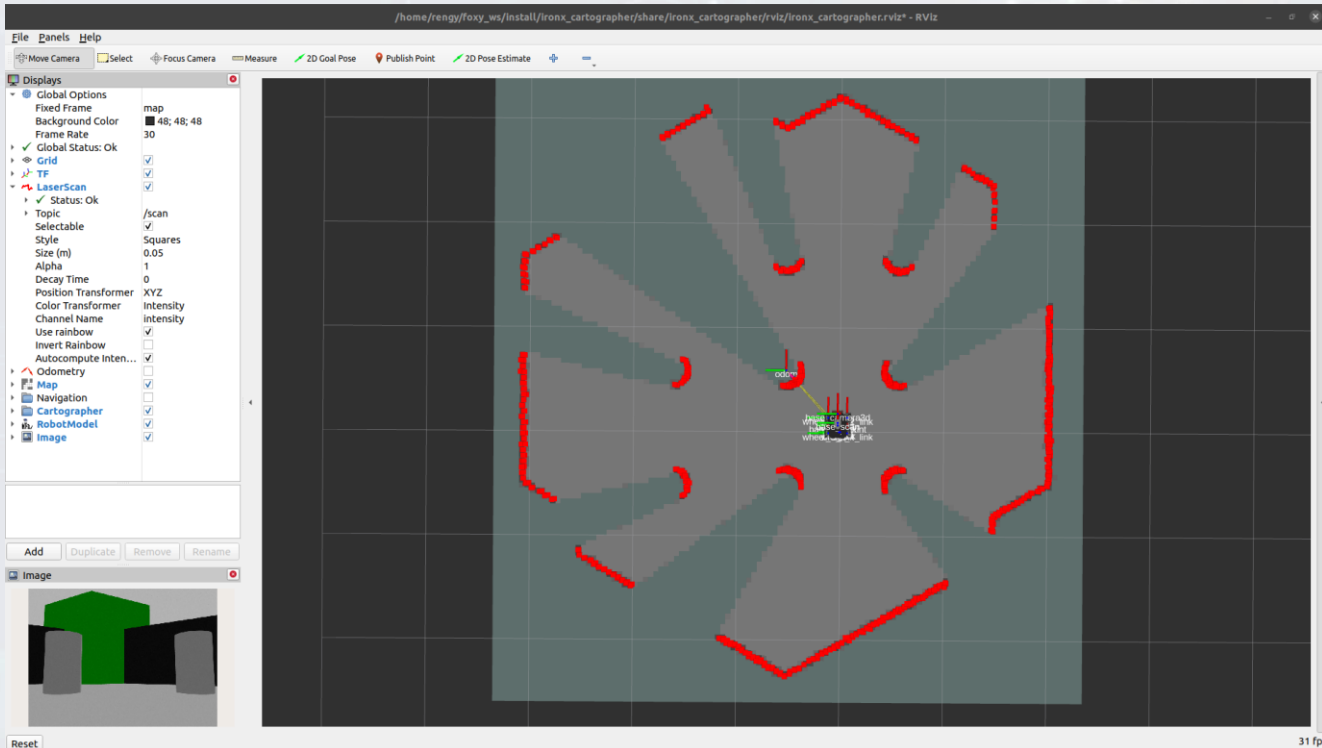 /home/rengy/foxy_ws/install/ironx_cartographer/share/ironx_cartographer/rviz/ironx_cartographer.rviz* - RViz
File Panels Help
Move Camera Select Focus Camera Measure 2D Goal Pose Publish Point 2D Pose Estimate
Displays
Global Options
Fixed Frame map
Background Color 48; 48; 48
Frame Rate 30
Global Status: Ok
Grid
TF
LaserScan
Status: Ok
Topic /scan
Selectable
Style Squares
Size (m) 0.05
Alpha 1
Decay Time 0
Position Transformer XYZ
Color Transformer Intensity
Channel Name intensity
Use rainbow
Invert Rainbow
Autocompute Inten...
Odometry
Map
Navigation
Cartographer
RobotModel
Image
Add Duplicate Remove Rename
Image
Reset
31 fp